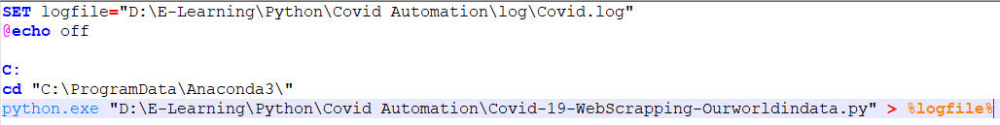 SET logfile="D:\E-Learning\Python\Covid Automation\log\Covid.log"
@echo off
C:
cd "C:\ProgramData\Anaconda3\"
python.exe "D:\E-Learning\Python\Covid Automation\Covid-19-WebScrapping-Ourworldindata.py" > %logfile%